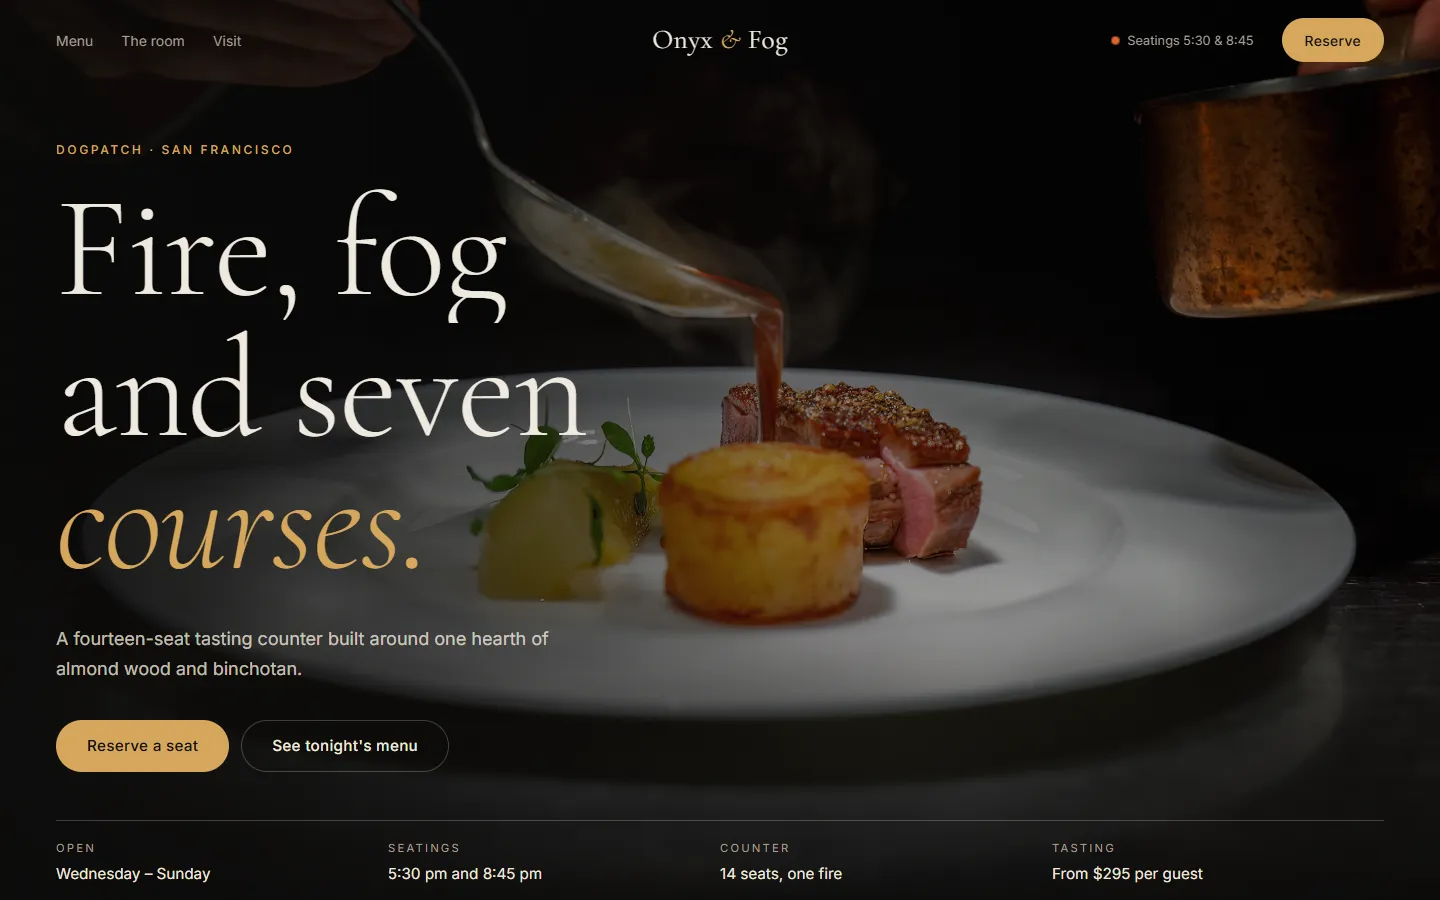 Menu The room Visit
Onyx & Fog
Seatings 5:30 & 8:45
Reserve
DOGPATCH · SAN FRANCISCO
Fire, fog
and seven
courses.
A fourteen-seat tasting counter built around one hearth of
almond wood and binchotan.
Reserve a seat
See tonight's menu
OPEN
Wednesday – Sunday
SEATINGS
5:30 pm and 8:45 pm
COUNTER
14 seats, one fire
TASTING
From $295 per guest